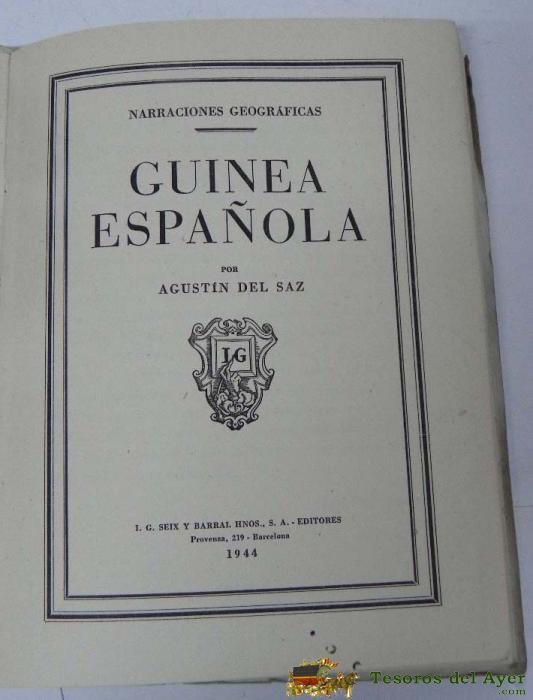 NARRACIONES GEOGRÁFICAS
GUINEA
ESPAÑOLA
POR
AGUSTÍN DEL SAZ
I G
I. G. SEIX Y BARRAL HNOS., S. A. - EDITORES
Provenza, 219 - Barcelona
1944
Tesoros del Ayer
.com